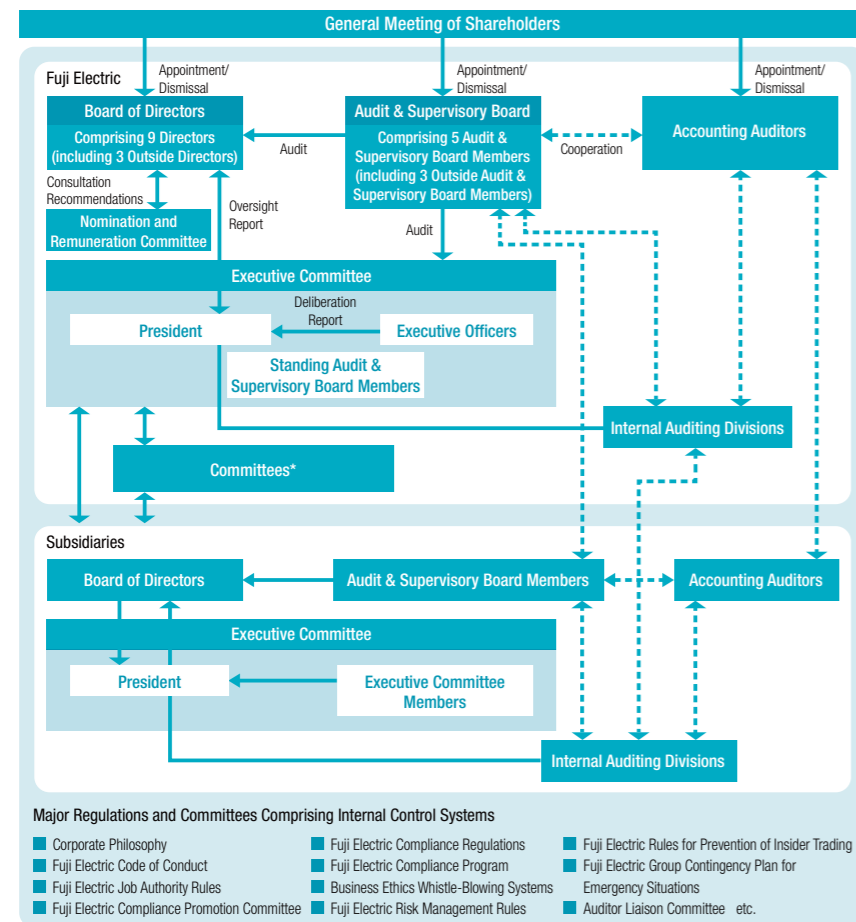 General Meeting of Shareholders
Fuji Electric
Appointment/
Dismissal
Appointment/
Dismissal
Appointment/
Dismissal
Board of Directors
Comprising 9 Directors
(including 3 Outside Directors)
Audit
Audit & Supervisory Board
Comprising 5 Audit &
Supervisory Board Members
(including 3 Outside Audit &
Supervisory Board Members)
Cooperation
Accounting Auditors
Consultation
Recommendations
Oversight
Report
Nomination and
Remuneration Committee
Audit
Executive Committee
Deliberation
Report
President
Executive Officers
Standing Audit &
Supervisory Board Members
Internal Auditing Divisions
Committees*
Subsidiaries
Board of Directors
Audit & Supervisory Board Members
Accounting Auditors
Executive Committee
President
Executive Committee
Members
Internal Auditing Divisions
Major Regulations and Committees Comprising Internal Control Systems
Corporate Philosophy
Fuji Electric Code of Conduct
Fuji Electric Job Authority Rules
Fuji Electric Compliance Promotion Committee
Fuji Electric Compliance Regulations
Fuji Electric Compliance Program
Business Ethics Whistle-Blowing Systems
Fuji Electric Risk Management Rules
Fuji Electric Rules for Prevention of Insider Trading
Fuji Electric Group Contingency Plan for
Emergency Situations
Auditor Liaison Committee etc.